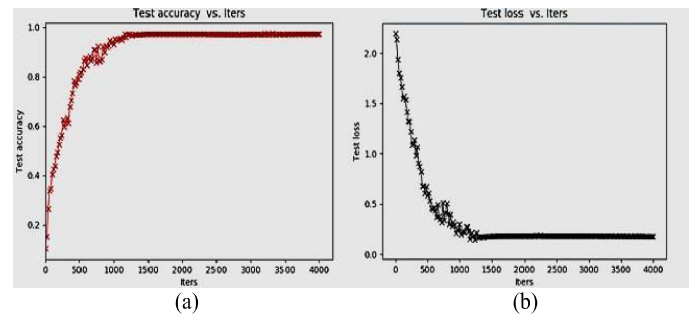 Test accuracy vs. Iters
1.0
0.8
0.6
0.4
0.2
Test accuracy
0 500 1000 1500 2000 2500 3000 3500 4000
Iters
(a)
Test loss vs. Iters
2.0
1.5
1.0
0.5
0.0
Test loss
0 500 1000 1500 2000 2500 3000 3500 4000
Iters
(b)